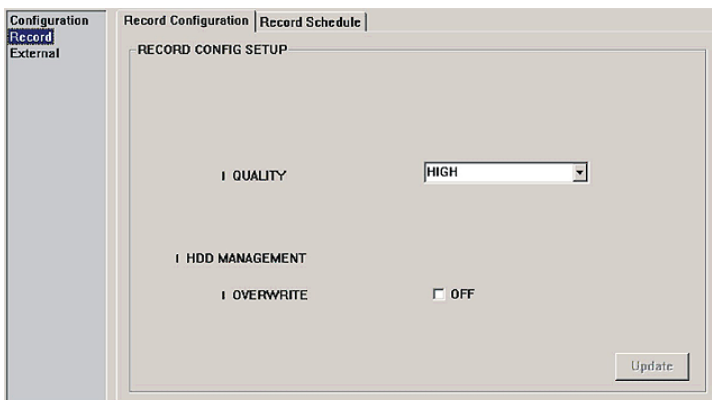 Configuration
Record
External
Record Configuration
Record Schedule
RECORD CONFIG SETUP
QUALITY
HIGH
HDD MANAGEMENT
OVERWRITE
OFF
Update